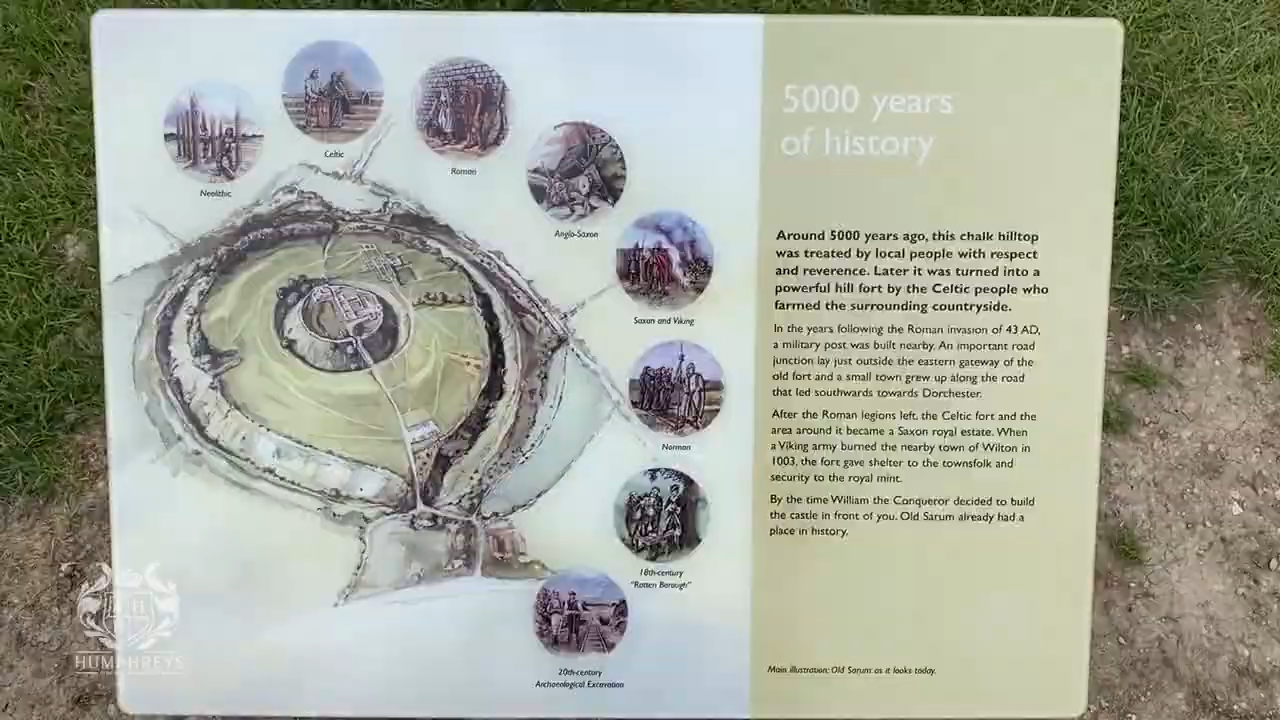 5000 years
of history
Neolithic
Celtic
Roman
Anglo-Saxon
Saxon and Viking
Norman
18th-century
"Rotten Borough"
20th-century
Archaeological Excavation
Around 5000 years ago, this chalk hilltop
was treated by local people with respect
and reverence. Later it was turned into a
powerful hill fort by the Celtic people who
farmed the surrounding countryside.
In the years following the Roman invasion of 43 AD,
a military post was built nearby. An important road
junction lay just outside the eastern gateway of the
old fort and a small town grew up along the road
that led southwards towards Dorchester.
After the Roman legions left, the Celtic fort and the
area around it became a Saxon royal estate. When
a Viking army burned the nearby town of Wilton in
1003, the fort gave shelter to the townsfolk and
security to the royal mint.
By the time William the Conqueror decided to build
the castle in front of you, Old Sarum already had a
place in history.
Main illustration: Old Sarum as it looks today.
HUMPHREYS